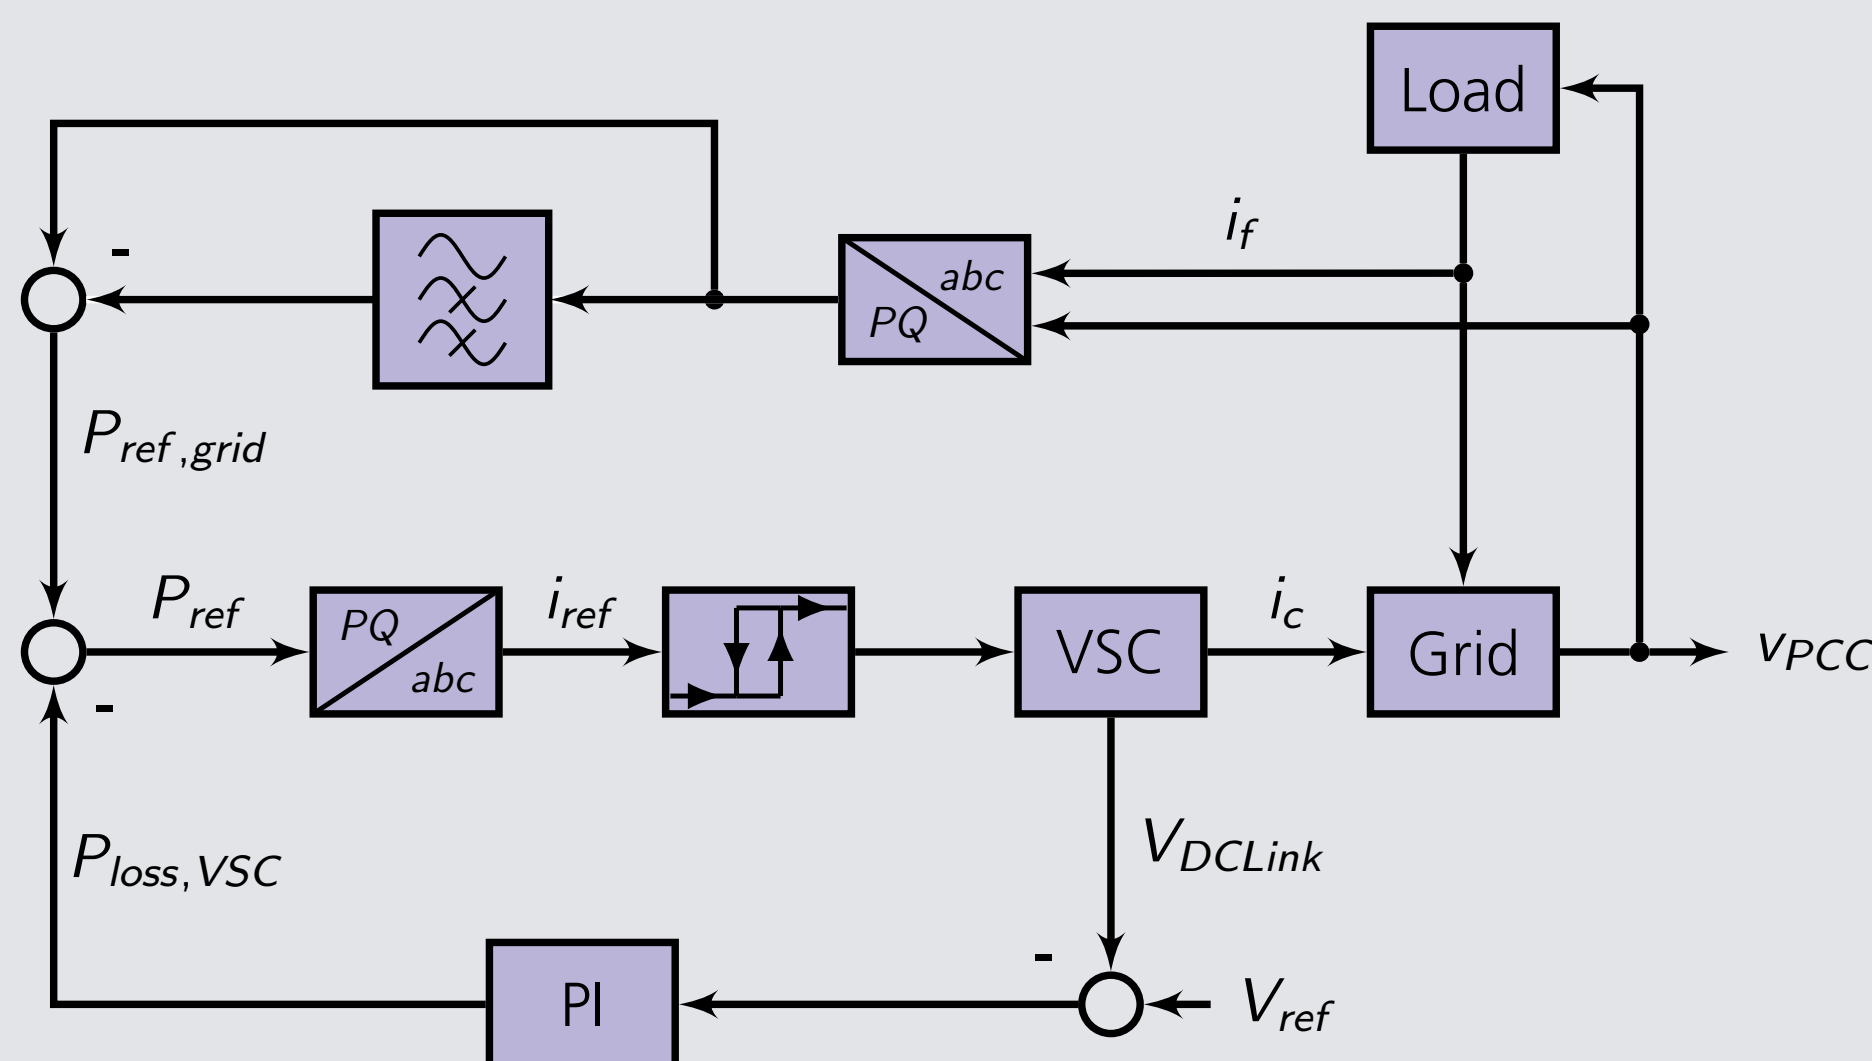 Load
i_f
-
abc
PQ
P_ref,grid
P_ref
PQ
abc
i_ref
VSC
i_c
Grid
v_PCC
-
P_loss,VSC
V_DCLink
-
PI
V_ref